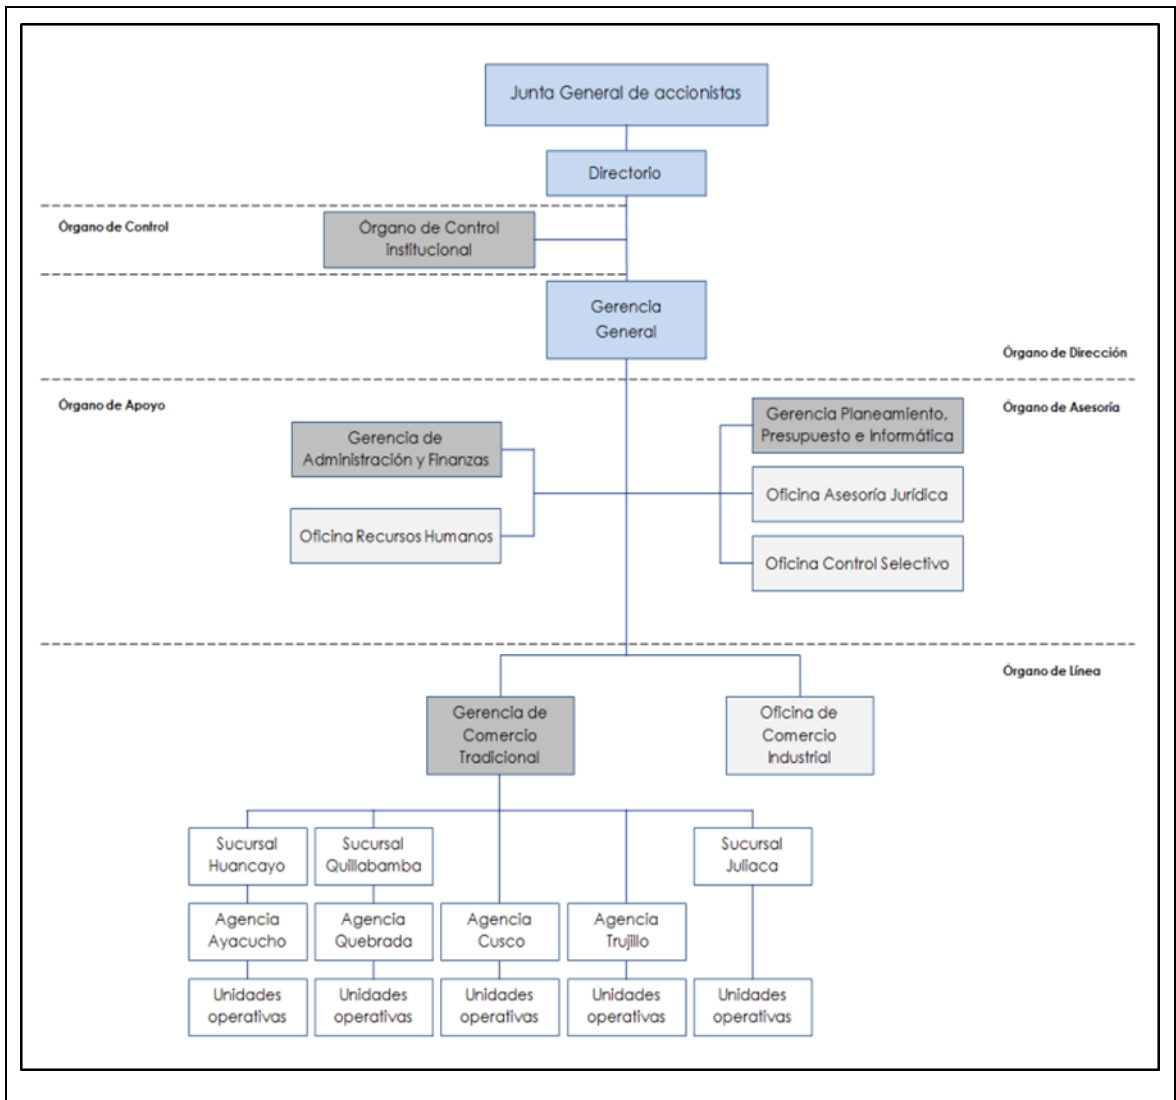 Junta General de accionistas
Directorio
Órgano de Control
Órgano de Control
institucional
Gerencia
General
Órgano de Dirección
Órgano de Apoyo
Órgano de Asesoría
Gerencia de
Administración y Finanzas
Oficina Recursos Humanos
Gerencia Planeamiento,
Presupuesto e Informática
Oficina Asesoría Jurídica
Oficina Control Selectivo
Órgano de Línea
Gerencia de
Comercio
Tradicional
Oficina de
Comercio
Industrial
Sucursal
Huancayo
Sucursal
Quillabamba
Sucursal
Juliaca
Agencia
Ayacucho
Agencia
Quebrada
Agencia
Cusco
Agencia
Trujillo
Unidades
operativas
Unidades
operativas
Unidades
operativas
Unidades
operativas
Unidades
operativas